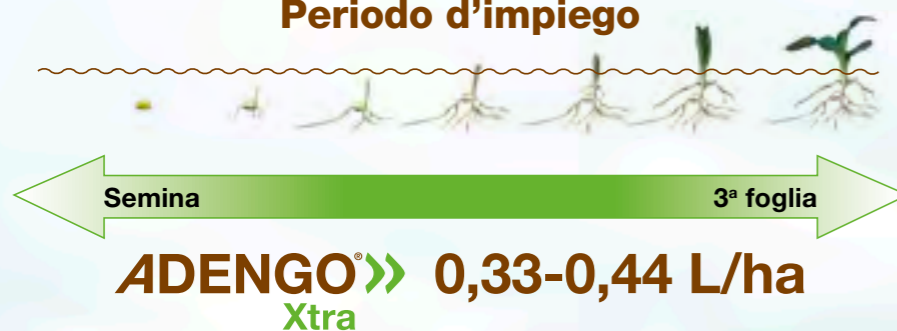 Periodo d'impiego
Semina 3ª foglia
ADENGO® 0,33-0,44 L/ha
Xtra